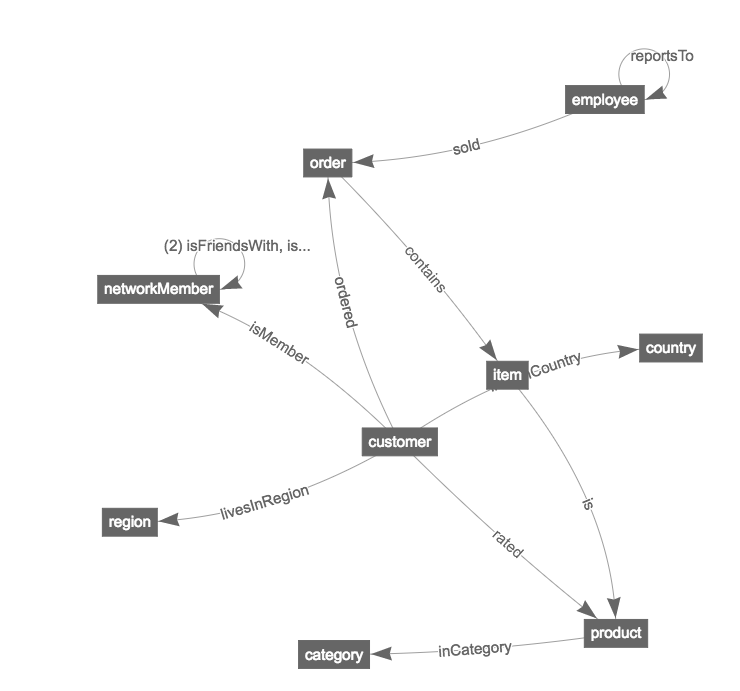 reportsTo
employee
sold
order
(2) isFriendsWith, is...
contains
networkMember
ordered
isMember
country
item
customer
livesInRegion
is
region
rated
product
inCategory
category